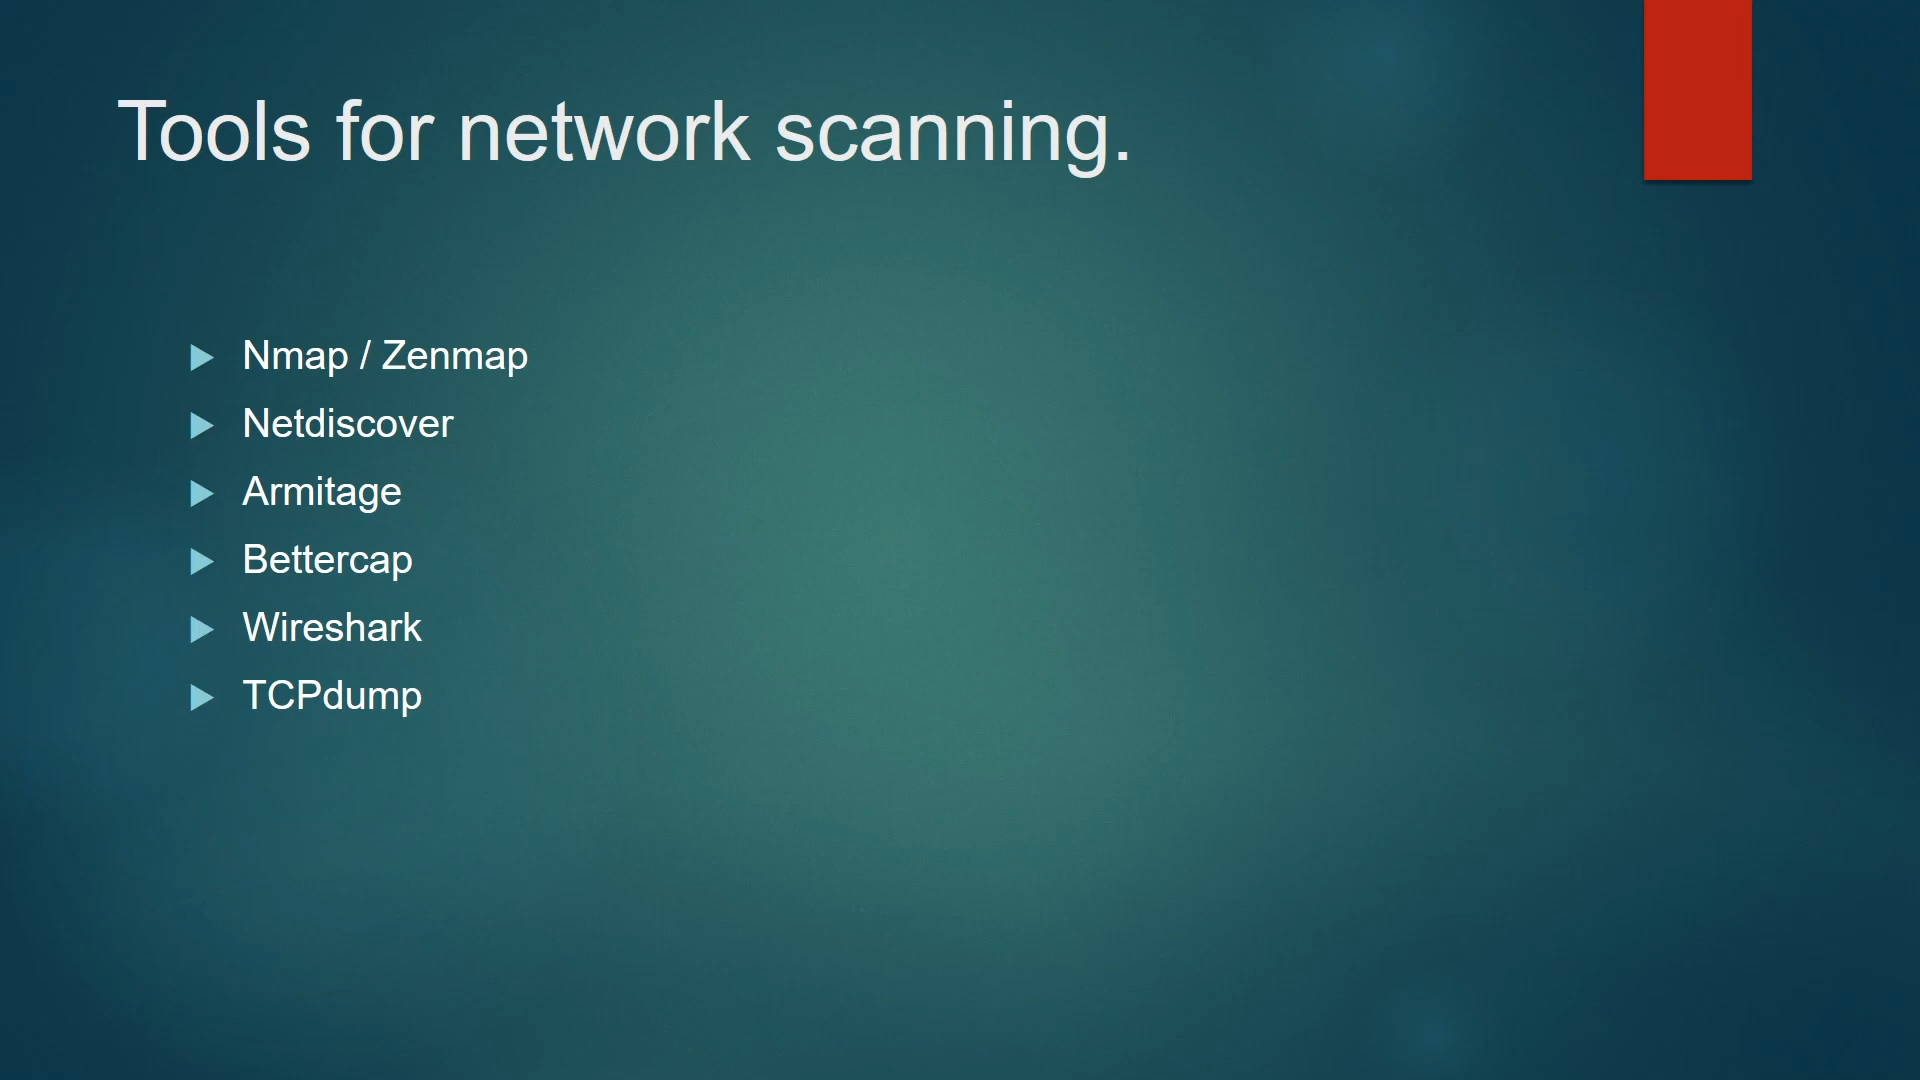 Tools for network scanning.
Nmap / Zenmap
Netdiscover
Armitage
Bettercap
Wireshark
TCPdump